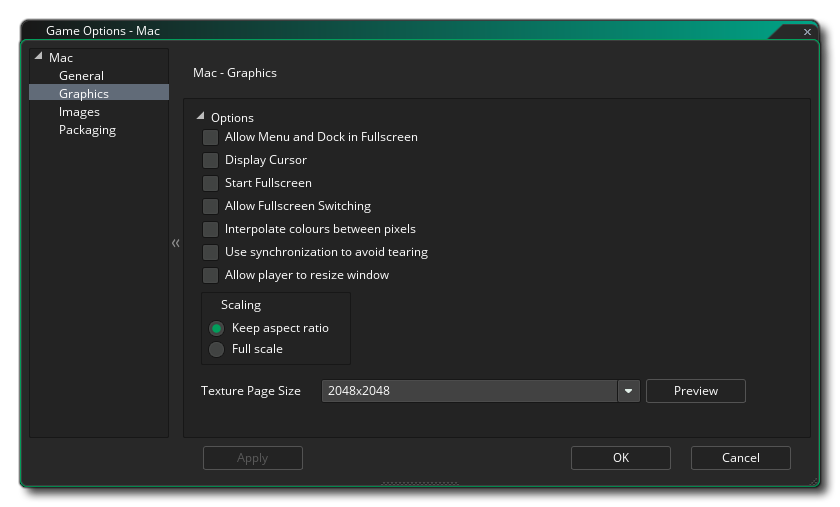 Game Options - Mac
Mac
General
Graphics
Images
Packaging
Mac - Graphics
Options
Allow Menu and Dock in Fullscreen
Display Cursor
Start Fullscreen
Allow Fullscreen Switching
Interpolate colours between pixels
Use synchronization to avoid tearing
Allow player to resize window
Scaling
Keep aspect ratio
Full scale
Texture Page Size 2048x2048 Preview
Apply OK Cancel